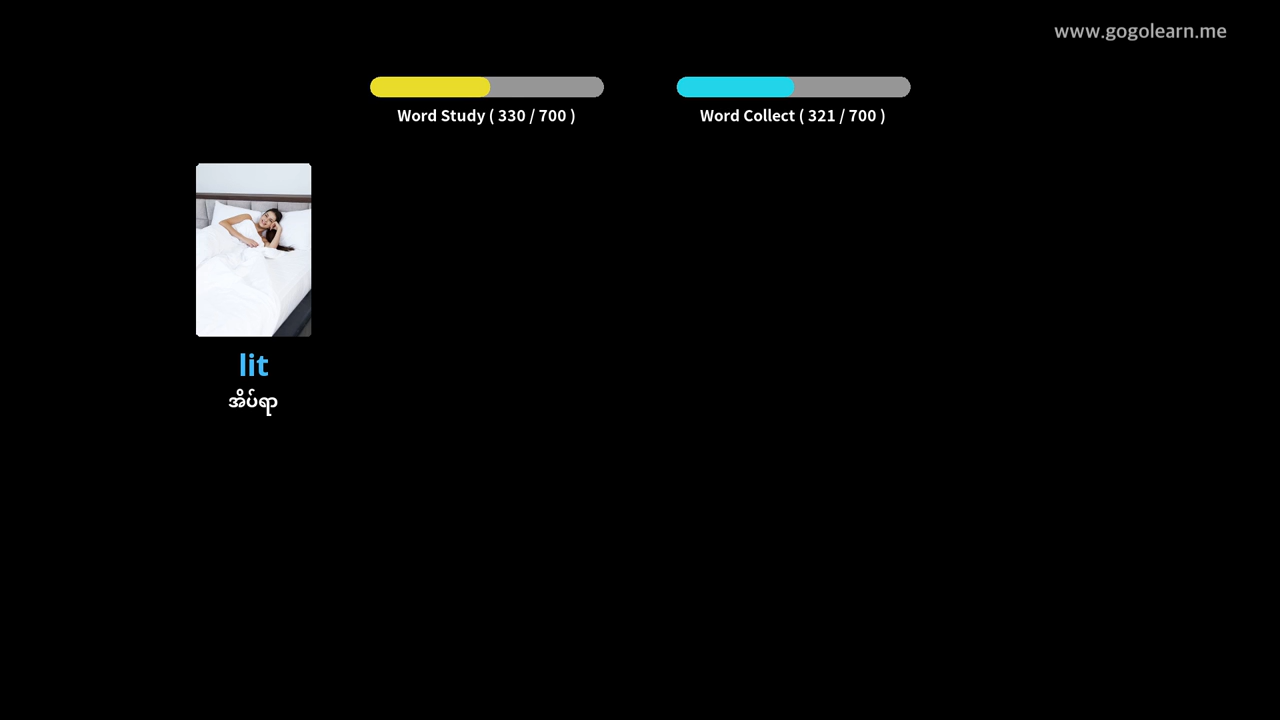 www.gogolearn.me
Word Study ( 330 / 700 )
Word Collect ( 321 / 700 )
lit
အိပ်ရာ